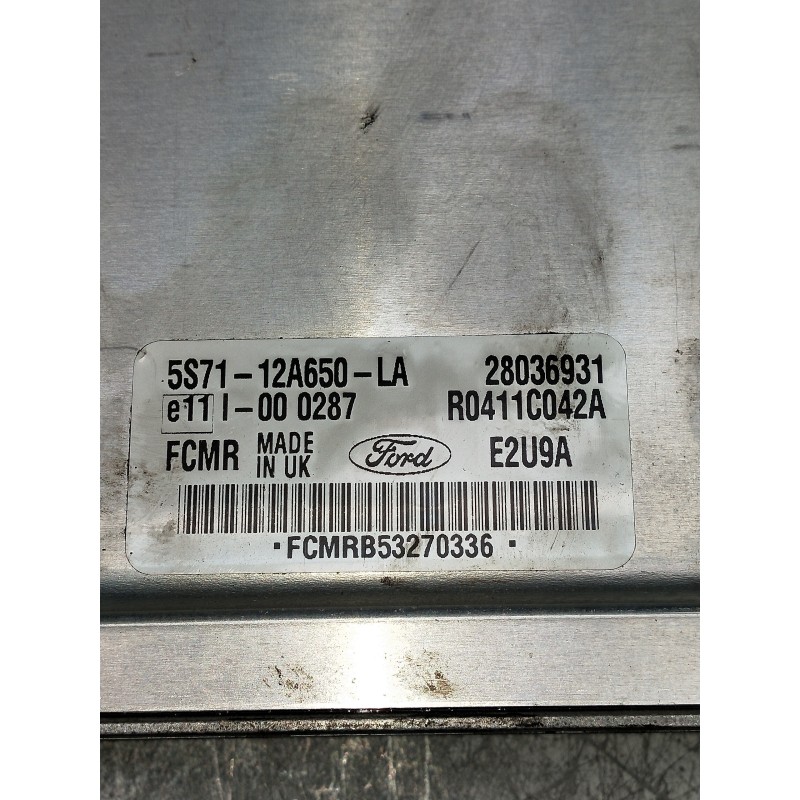 5S71-12A650-LA 28036931
e11 I-00 0287 R0411C042A
FCMR MADE IN UK Ford E2U9A
•FCMRB53270336•